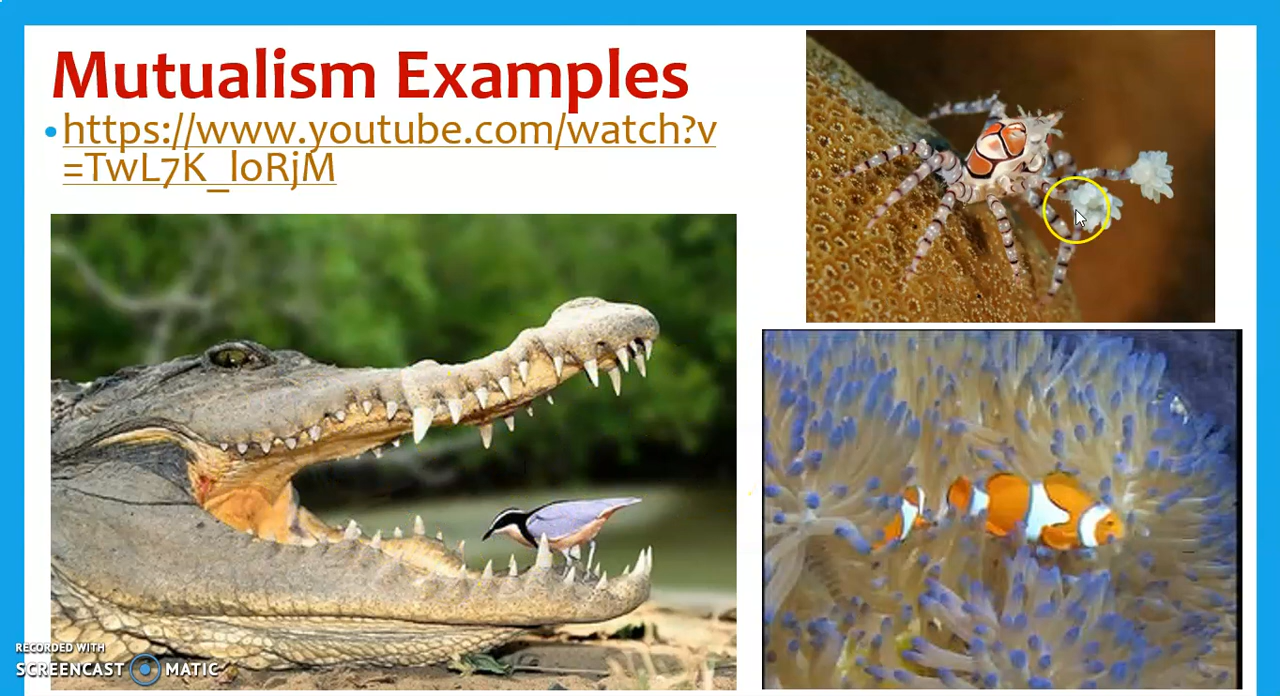 Mutualism Examples
• https://www.youtube.com/watch?v
=TwL7K_loRjM
RECORDED WITH
SCREENCAST MATIC